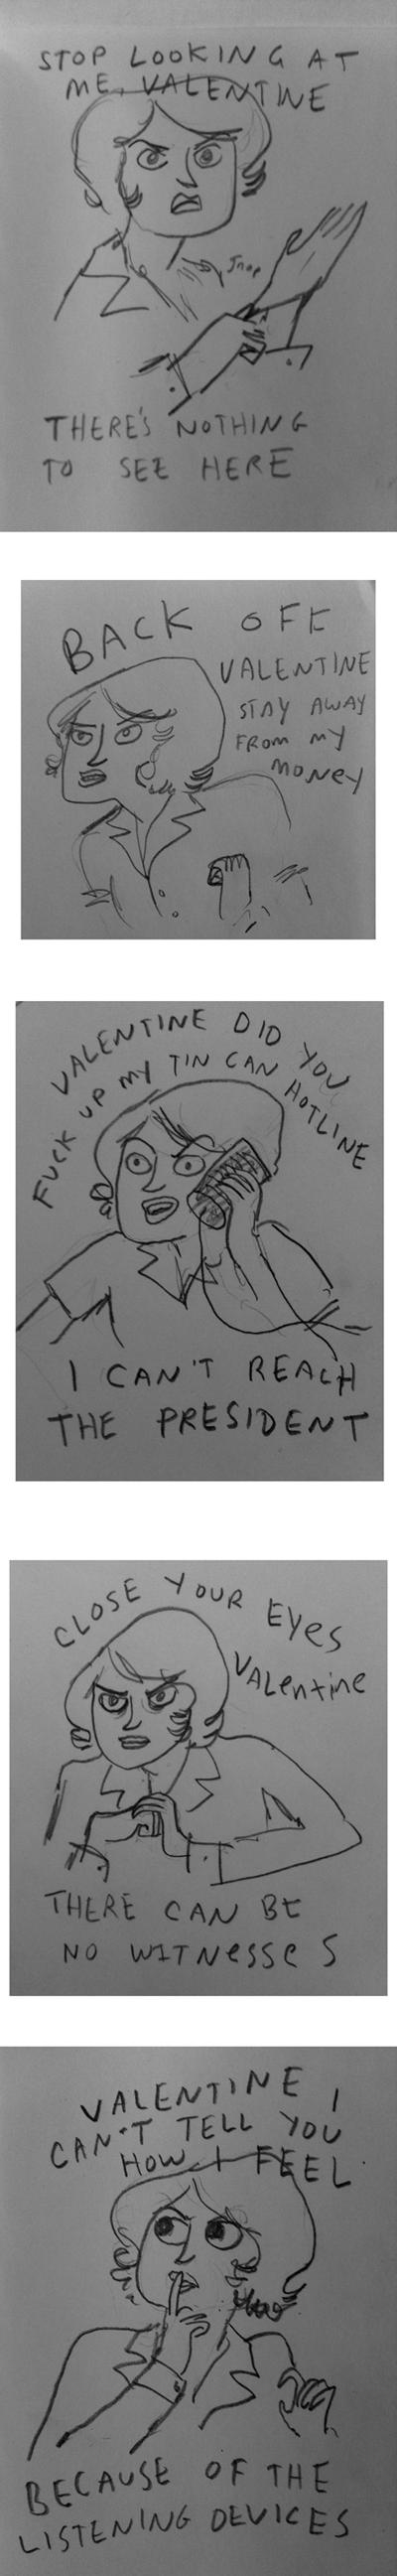 STOP LOOKING AT
ME, VALENTINE
Snap
THERE'S NOTHING
TO SEE HERE
BACK OFF
VALENTINE
STAY AWAY
FROM MY
MONEY
VALENTINE DID YOU
FUCK UP MY TIN CAN HOTLINE
I CAN'T REACH
THE PRESIDENT
CLOSE YOUR EYES
VALENTINE
THERE CAN BE
NO WITNESSES
VALENTINE I
CAN'T TELL YOU
HOW I FEEL
BECAUSE OF THE
LISTENING DEVICES